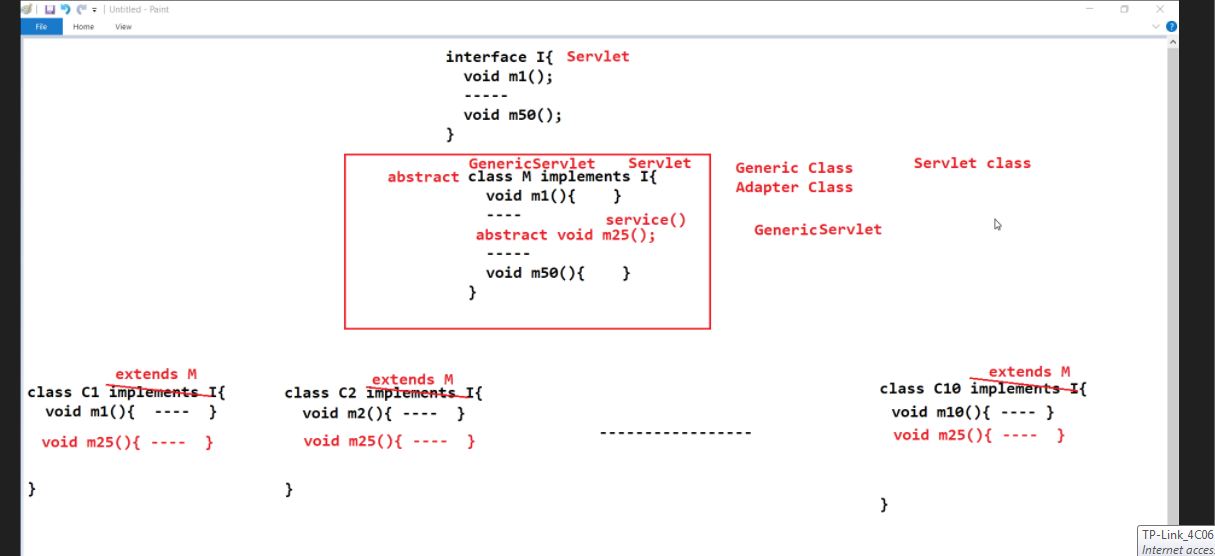 Untitled - Paint
File Home View
interface I{ Servlet
void m1();
-----
void m50();
}
GenericServlet Servlet
abstract class M implements I{
void m1(){ }
----
service()
abstract void m25();
-----
void m50(){ }
}
Generic Class
Adapter Class
GenericServlet
Servlet class
extends M
class C1 implements I{
void m1(){ ---- }
void m25(){ ---- }
}
extends M
class C2 implements I{
void m2(){ ---- }
void m25(){ ---- }
}
-----------------
extends M
class C10 implements I{
void m10(){ ---- }
void m25(){ ---- }
}
TP-Link_4C06
Internet acces